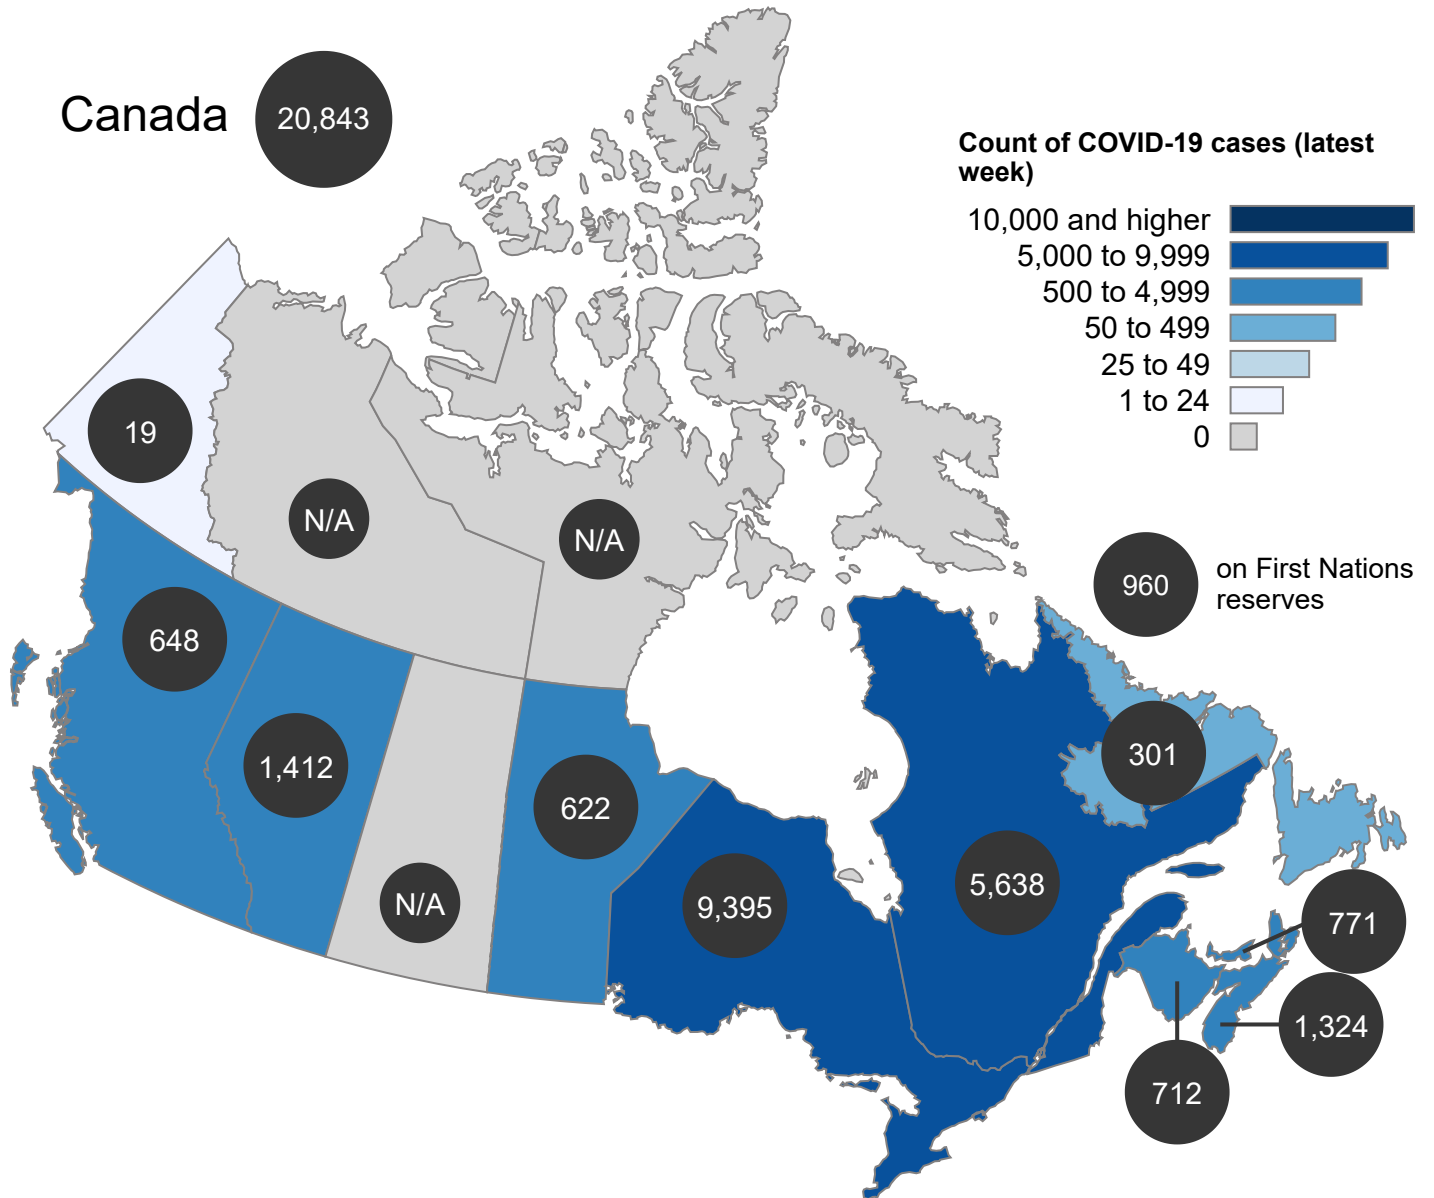 Canada
20,843
Count of COVID-19 cases (latest
week)
10,000 and higher
5,000 to 9,999
500 to 4,999
50 to 499
25 to 49
1 to 24
0
19
N/A
N/A
960
on First Nations
reserves
648
1,412
622
301
N/A
9,395
5,638
771
1,324
712